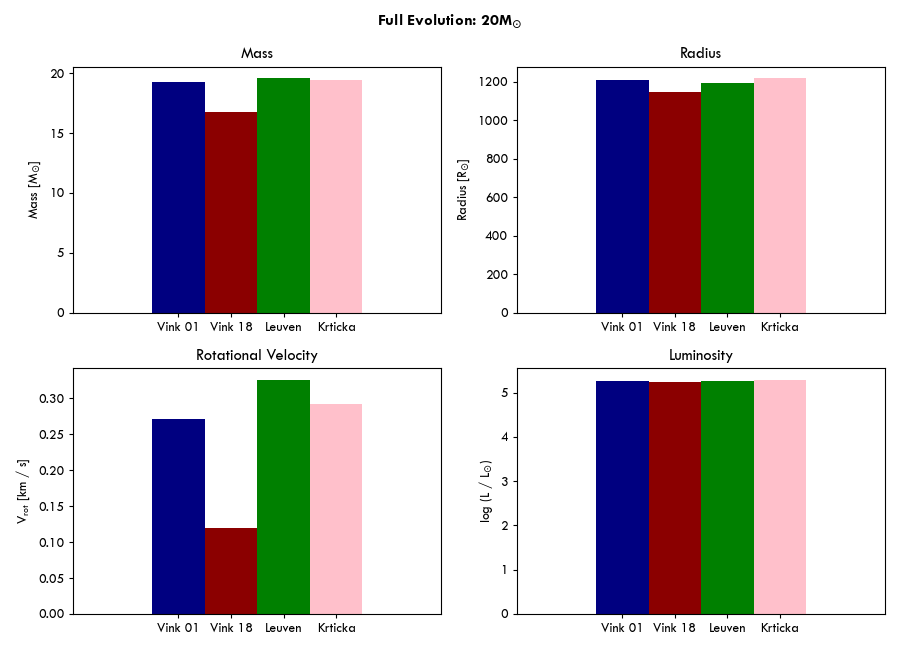 Full Evolution: 20M⊙
Mass
Mass [M⊙]
20
15
10
5
0
Vink 01 Vink 18 Leuven Krticka
Radius
Radius [R⊙]
1200
1000
800
600
400
200
0
Vink 01 Vink 18 Leuven Krticka
Rotational Velocity
Vrot [km / s]
0.30
0.25
0.20
0.15
0.10
0.05
0.00
Vink 01 Vink 18 Leuven Krticka
Luminosity
log (L / L⊙)
5
4
3
2
1
0
Vink 01 Vink 18 Leuven Krticka